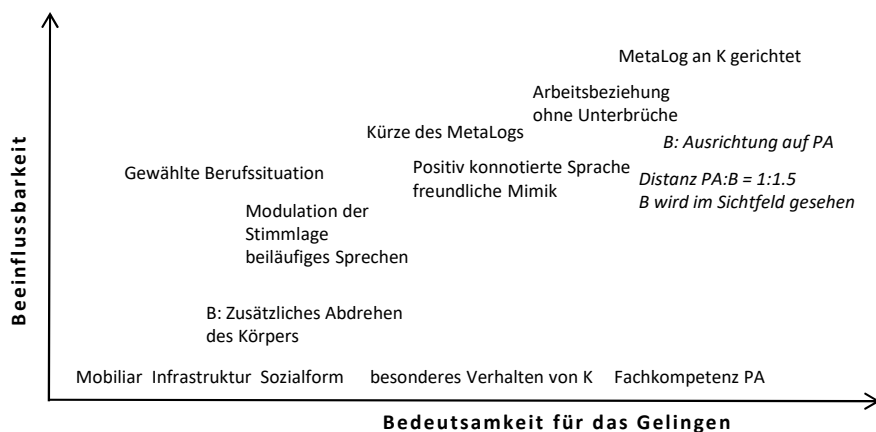 MetaLog an K gerichtet
Arbeitsbeziehung
ohne Unterbrüche
Kürze des MetaLogs
B: Ausrichtung auf PA
Gewählte Berufssituation
Positiv konnotierte Sprache
freundliche Mimik
Distanz PA:B = 1:1.5
B wird im Sichtfeld gesehen
Modulation der
Stimmlage
beiläufiges Sprechen
B: Zusätzliches Abdrehen
des Körpers
Mobiliar Infrastruktur Sozialform besonderes Verhalten von K Fachkompetenz PA
Beeinflussbarkeit
Bedeutsamkeit für das Gelingen